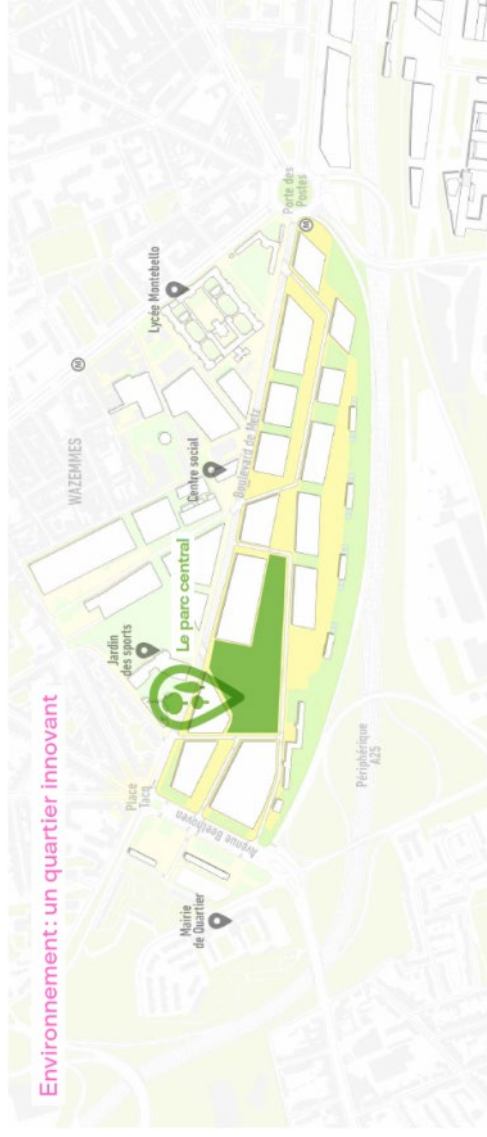 Environnement : un quartier innovant
Place
Tacq
Mairie
de Quartier
Avenue Beethoven
Jardin
des sports
Le parc central
WAZEMMES
Centre social
Boulevard de Metz
Lycée Montebello
M
Porte des
Postes
M
Périphérique
A25